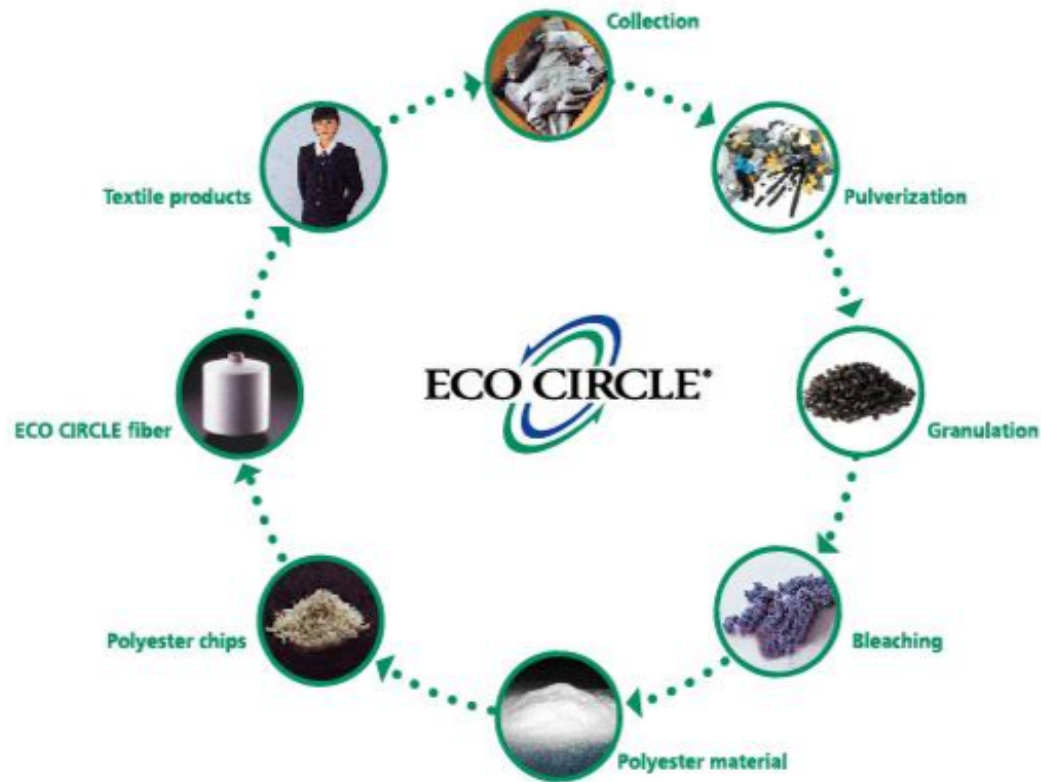 Collection
Textile products
Pulverization
ECO CIRCLE®
ECO CIRCLE fiber
Granulation
Polyester chips
Bleaching
Polyester material